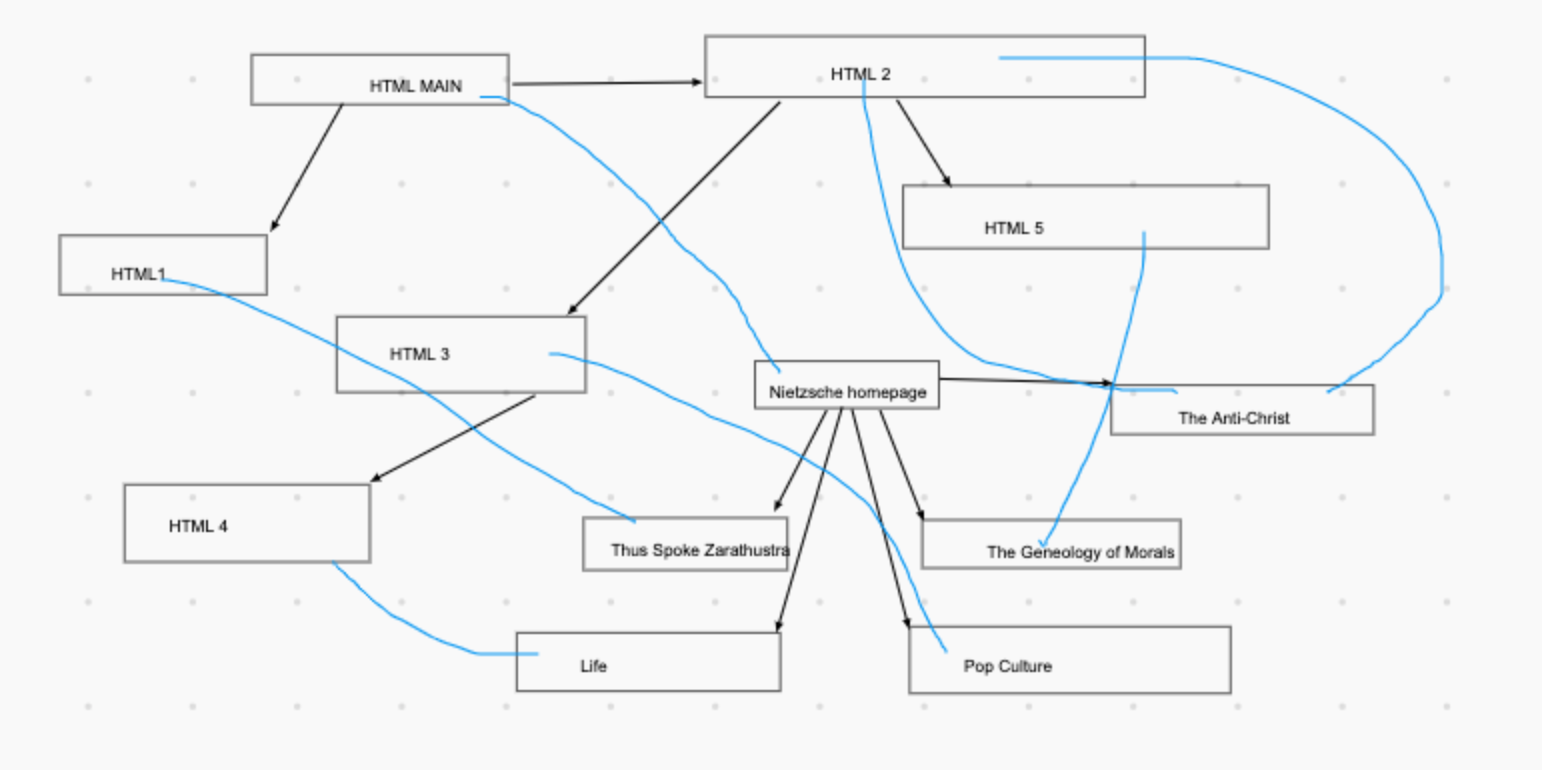 HTML MAIN
HTML 2
HTML 5
HTML1
HTML 3
Nietzsche homepage
The Anti-Christ
HTML 4
Thus Spoke Zarathustra
The Geneology of Morals
Life
Pop Culture